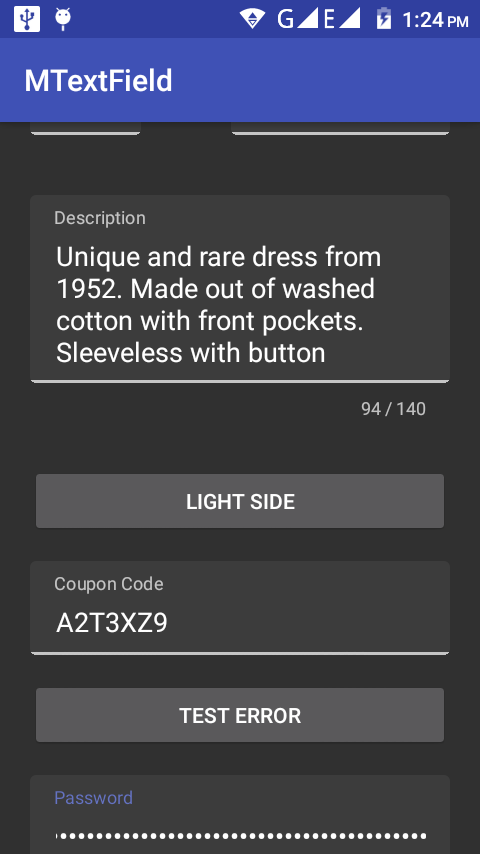 G E 1:24 PM
MTextField
Description
Unique and rare dress from
1952. Made out of washed
cotton with front pockets.
Sleeveless with button
94 / 140
LIGHT SIDE
Coupon Code
A2T3XZ9
TEST ERROR
Password